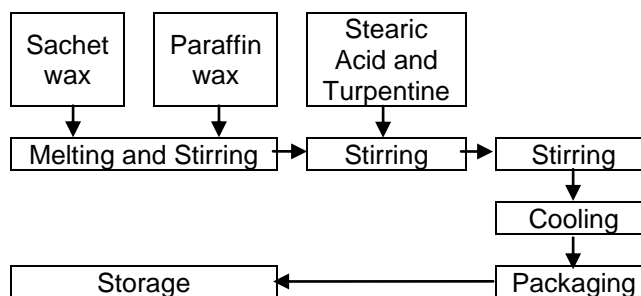 Sachet
wax
Paraffin
wax
Stearic
Acid and
Turpentine
Melting and Stirring
Stirring
Stirring
Cooling
Packaging
Storage